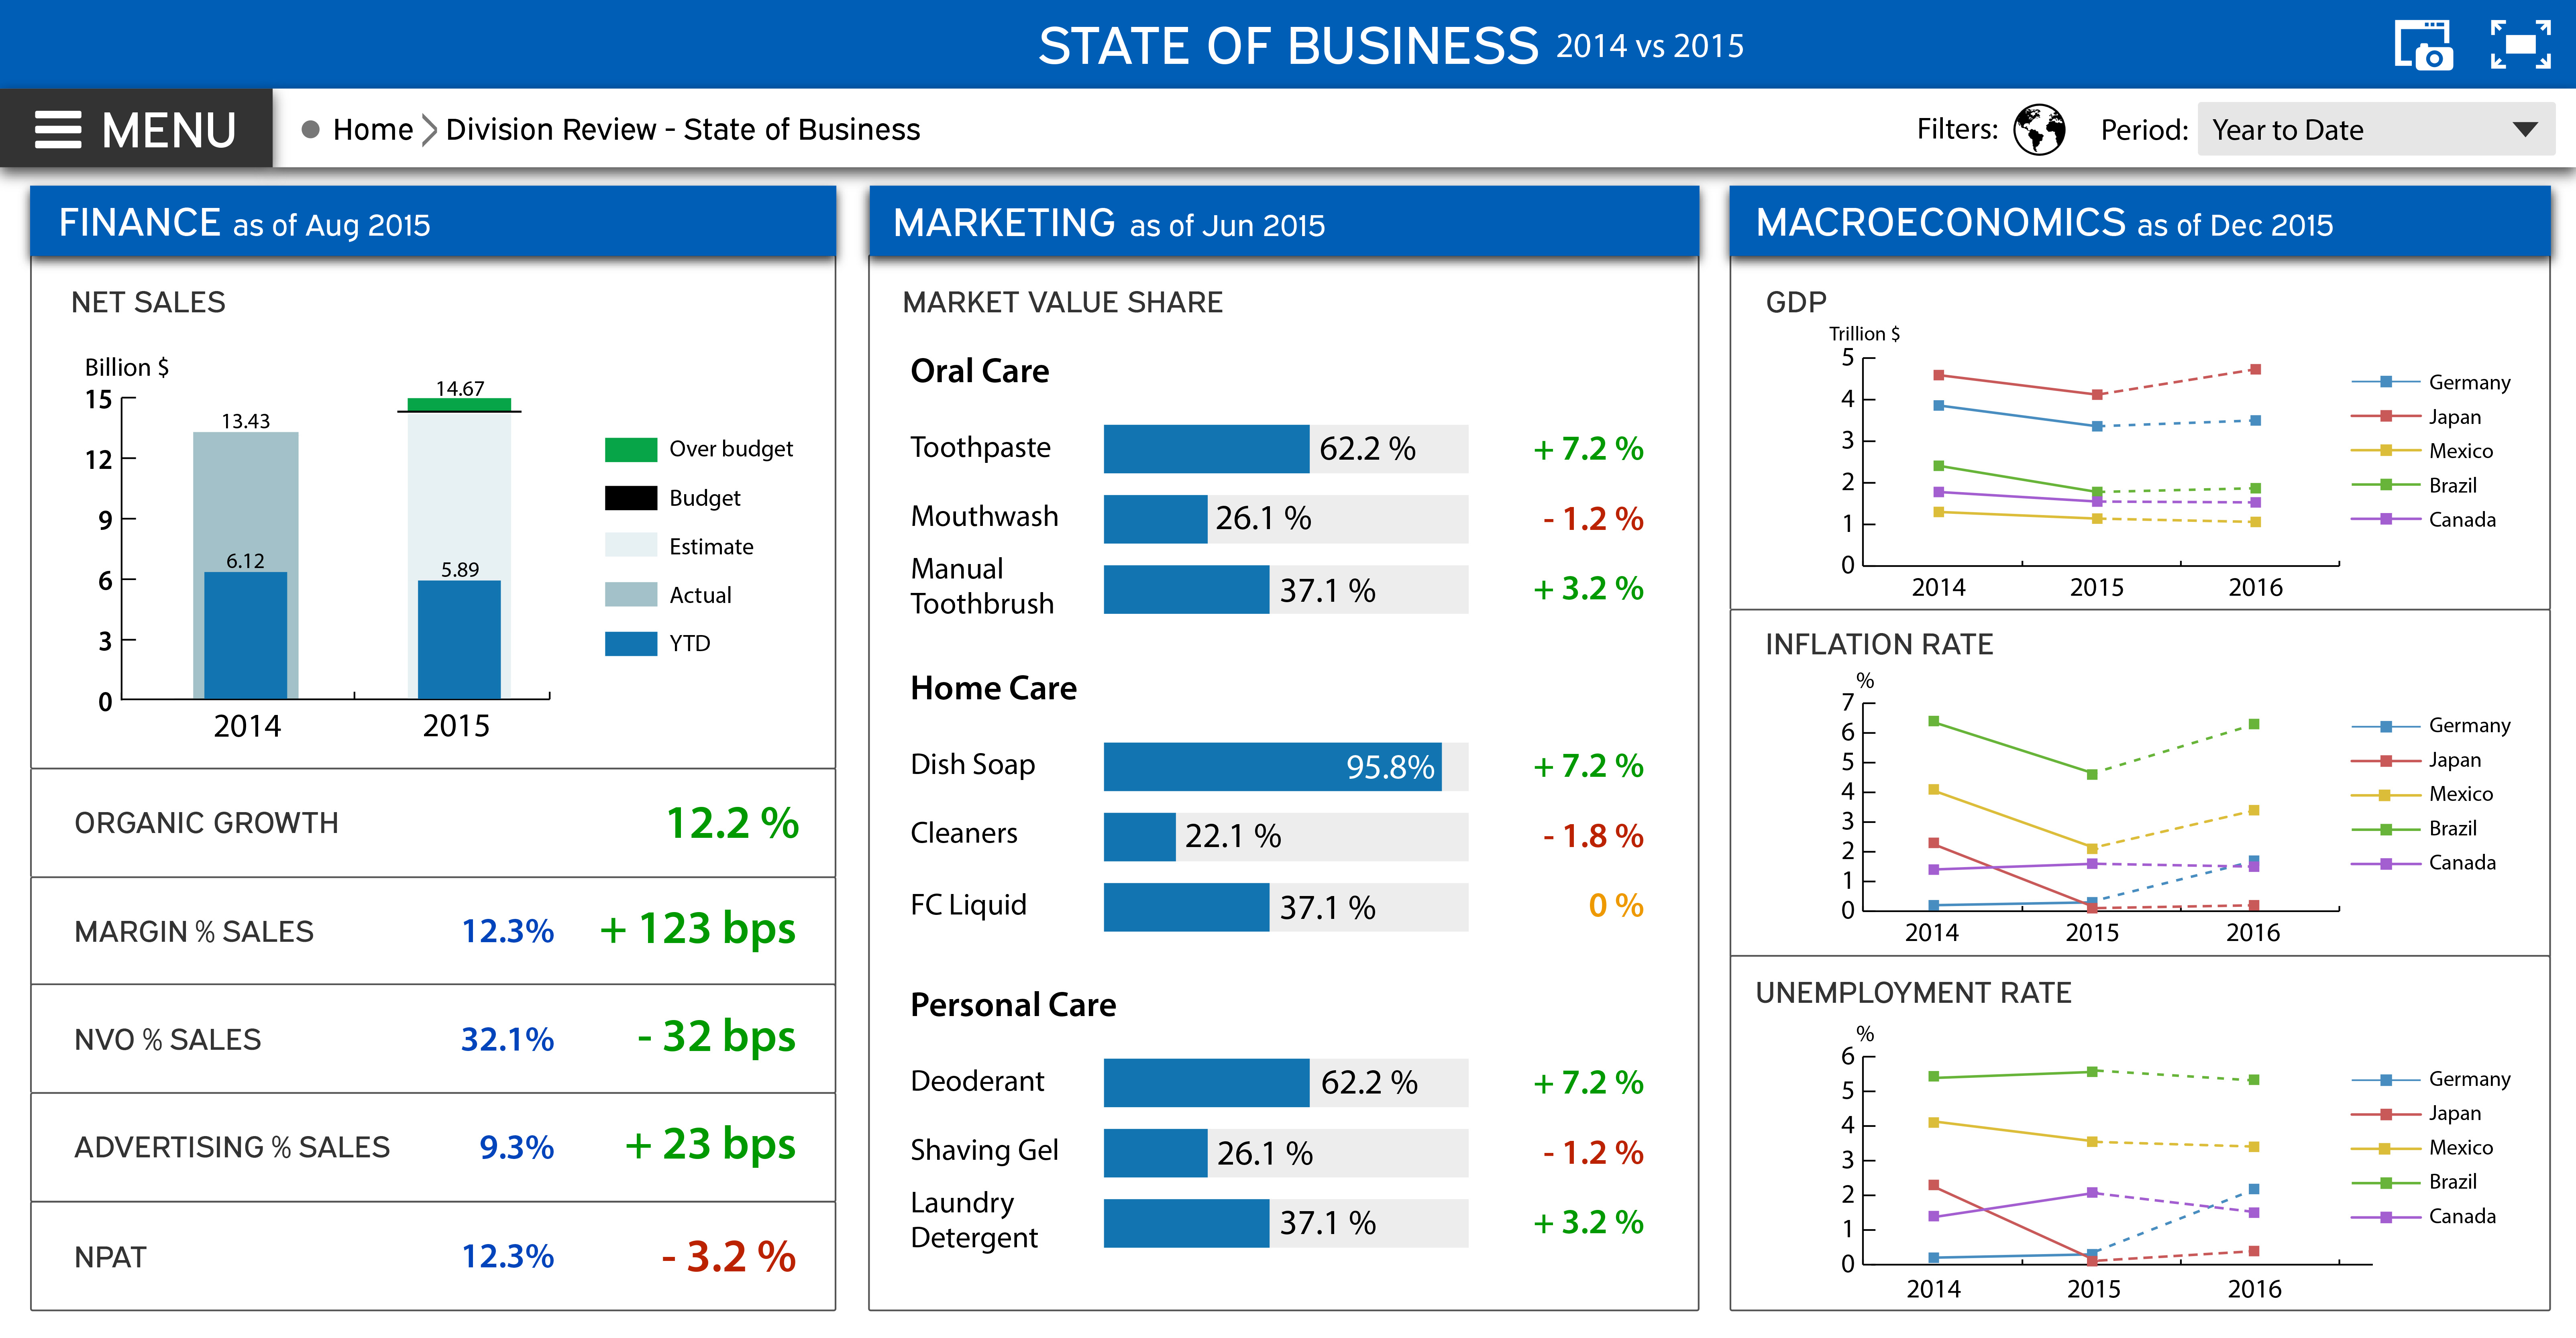 STATE OF BUSINESS 2014 vs 2015
MENU
Home
Division Review - State of Business
Filters:
Period:
Year to Date
FINANCE as of Aug 2015
NET SALES
Billion $
15
12
9
6
3
0
13.43
6.12
14.67
5.89
2014
2015
Over budget
Budget
Estimate
Actual
YTD
ORGANIC GROWTH 12.2 %
MARGIN % SALES 12.3% + 123 bps
NVO % SALES 32.1% - 32 bps
ADVERTISING % SALES 9.3% + 23 bps
NPAT 12.3% - 3.2 %
MARKETING as of Jun 2015
MARKET VALUE SHARE
Oral Care
Toothpaste 62.2 % + 7.2 %
Mouthwash 26.1 % - 1.2 %
Manual
Toothbrush 37.1 % + 3.2 %
Home Care
Dish Soap 95.8% + 7.2 %
Cleaners 22.1 % - 1.8 %
FC Liquid 37.1 % 0 %
Personal Care
Deoderant 62.2 % + 7.2 %
Shaving Gel 26.1 % - 1.2 %
Laundry
Detergent 37.1 % + 3.2 %
MACROECONOMICS as of Dec 2015
GDP
Trillion $
5
4
3
2
1
0
2014 2015 2016
Germany
Japan
Mexico
Brazil
Canada
INFLATION RATE
%
7
6
5
4
3
2
1
0
2014 2015 2016
Germany
Japan
Mexico
Brazil
Canada
UNEMPLOYMENT RATE
%
6
5
4
3
2
1
0
2014 2015 2016
Germany
Japan
Mexico
Brazil
Canada